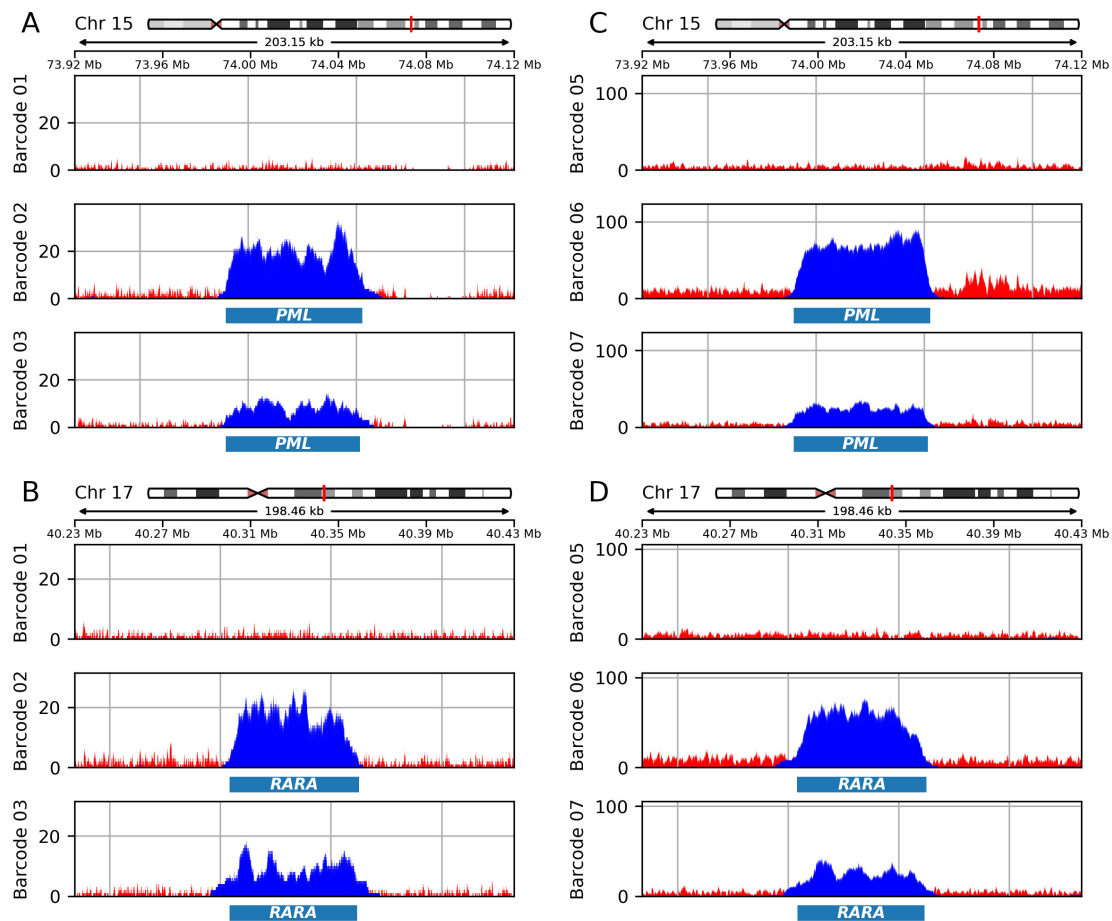 A
Chr 15
203.15 kb
73.92 Mb 73.96 Mb 74.00 Mb 74.04 Mb 74.08 Mb 74.12 Mb
Barcode 01
20
0
Barcode 02
20
0
PML
Barcode 03
20
0
PML
B
Chr 17
198.46 kb
40.23 Mb 40.27 Mb 40.31 Mb 40.35 Mb 40.39 Mb 40.43 Mb
Barcode 01
20
0
Barcode 02
20
0
RARA
Barcode 03
20
0
RARA
C
Chr 15
203.15 kb
73.92 Mb 73.96 Mb 74.00 Mb 74.04 Mb 74.08 Mb 74.12 Mb
Barcode 05
100
0
Barcode 06
100
0
PML
Barcode 07
100
0
PML
D
Chr 17
198.46 kb
40.23 Mb 40.27 Mb 40.31 Mb 40.35 Mb 40.39 Mb 40.43 Mb
Barcode 05
100
0
Barcode 06
100
0
RARA
Barcode 07
100
0
RARA